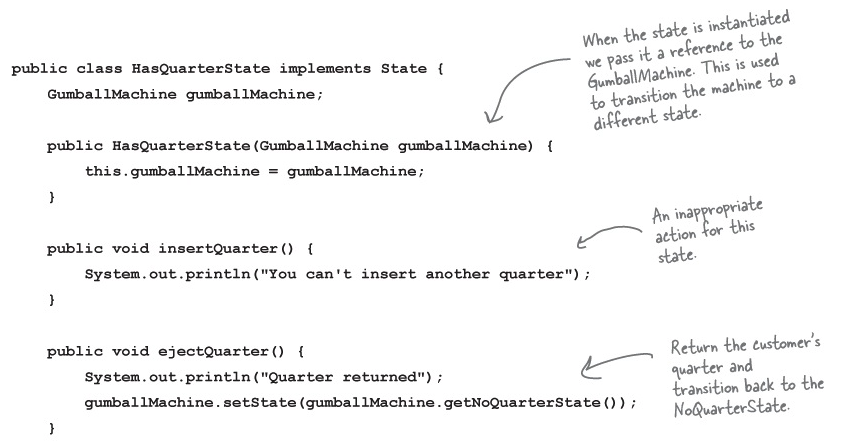 When the state is instantiated
we pass it a reference to the
GumballMachine. This is used
to transition the machine to a
different state.
public class HasQuarterState implements State {
GumballMachine gumballMachine;
public HasQuarterState(GumballMachine gumballMachine) {
this.gumballMachine = gumballMachine;
}
An inappropriate
action for this
state.
public void insertQuarter() {
System.out.println("You can't insert another quarter");
}
public void ejectQuarter() {
System.out.println("Quarter returned");
gumballMachine.setState(gumballMachine.getNoQuarterState());
}
Return the customer's
quarter and
transition back to the
NoQuarterState.